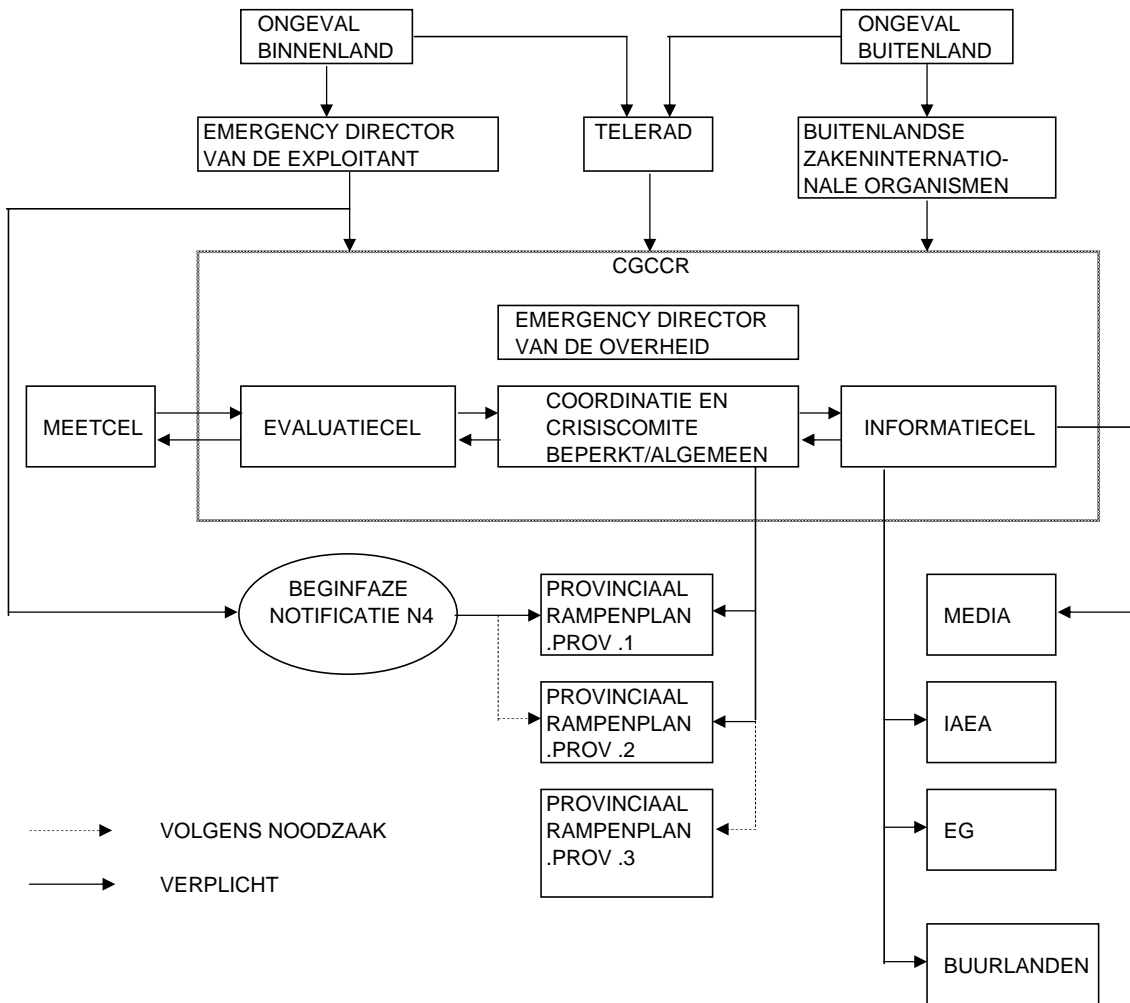 ONGEVAL
BINNENLAND
ONGEVAL
BUITENLAND
EMERGENCY DIRECTOR
VAN DE EXPLOITANT
TELERAD
BUITENLANDSE
ZAKENINTERNATIO-
NALE ORGANISMEN
CGCCR
EMERGENCY DIRECTOR
VAN DE OVERHEID
MEETCEL
EVALUATIECEL
COORDINATIE EN
CRISISCOMITE
BEPERKT/ALGEMEEN
INFORMATIECEL
BEGINFAZE
NOTIFICATIE N4
PROVINCIAAL
RAMPENPLAN
.PROV .1
MEDIA
PROVINCIAAL
RAMPENPLAN
.PROV .2
IAEA
PROVINCIAAL
RAMPENPLAN
.PROV .3
EG
VOLGENS NOODZAAK
VERPLICHT
BUURLANDEN